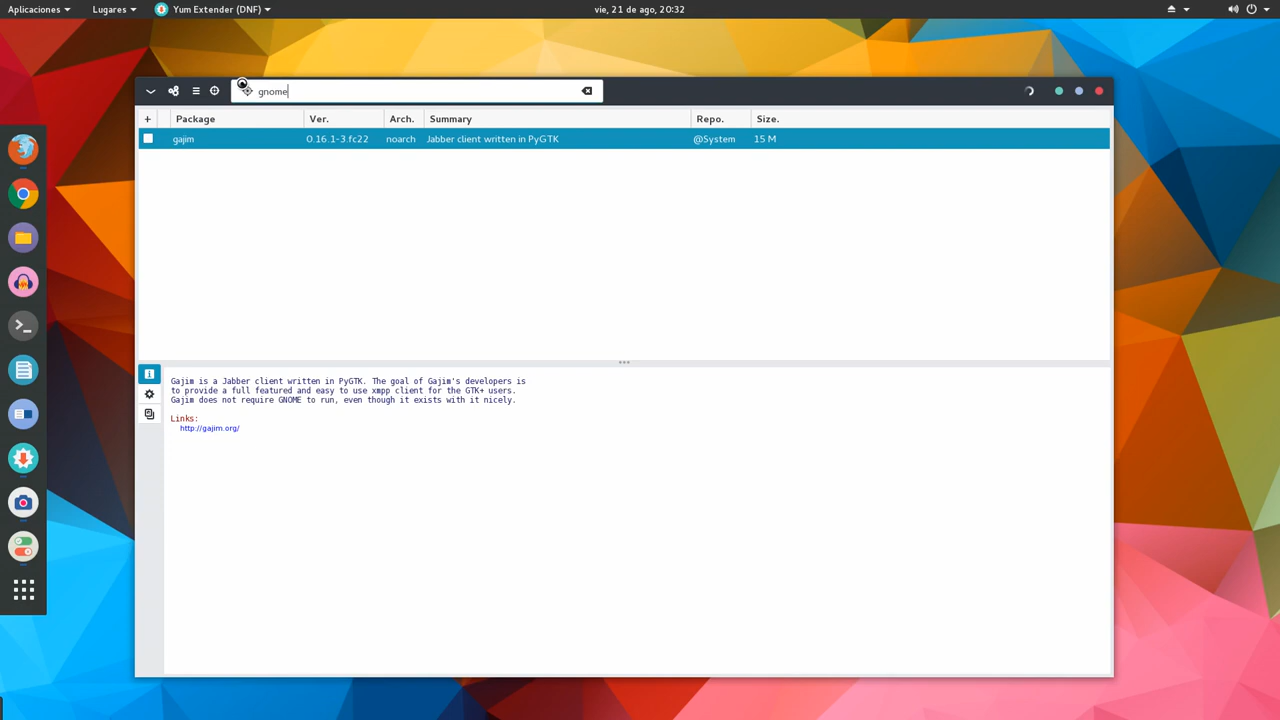 Aplicaciones Lugares Yum Extender (DNF) vie, 21 de ago, 20:32
gnome
+ Package Ver. Arch. Summary Repo. Size.
gajim 0.16.1-3.fc22 noarch Jabber client written in PyGTK @System 15 M
Gajim is a Jabber client written in PyGTK. The goal of Gajim's developers is
to provide a full featured and easy to use xmpp client for the GTK+ users.
Gajim does not require GNOME to run, even though it exists with it nicely.
Links:
http://gajim.org/